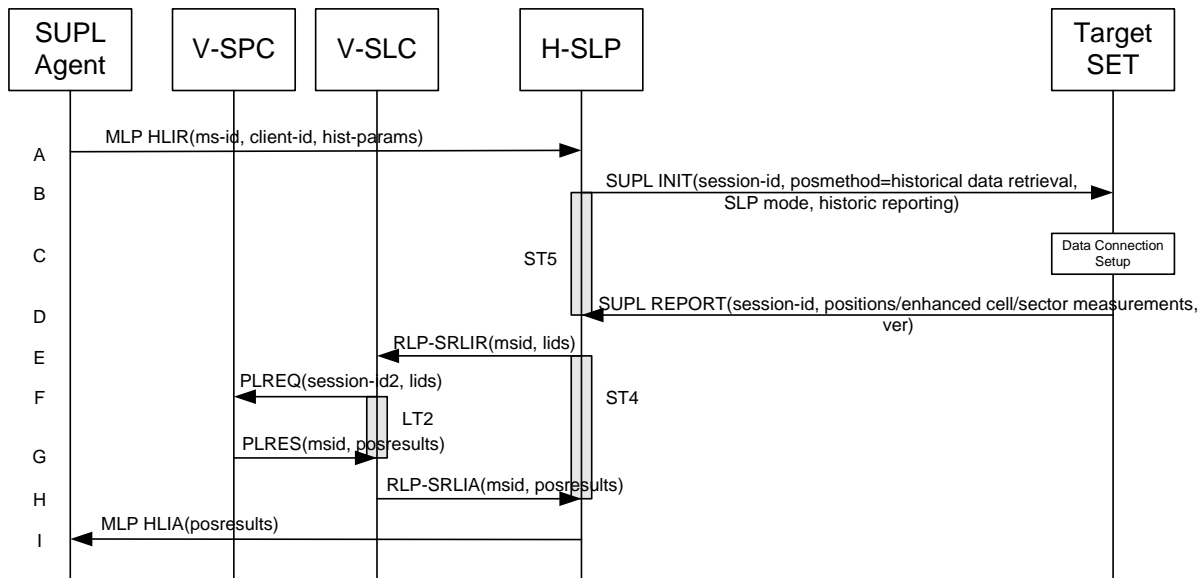 SUPL
Agent
V-SPC
V-SLC
H-SLP
Target
SET
A
MLP HLIR(ms-id, client-id, hist-params)
B
SUPL INIT(session-id, posmethod=historical data retrieval,
SLP mode, historic reporting)
C
ST5
Data Connection
Setup
D
SUPL REPORT(session-id, positions/enhanced cell/sector measurements,
ver)
E
RLP-SRLIR(msid, lids)
F
PLREQ(session-id2, lids)
ST4
LT2
G
PLRES(msid, posresults)
H
RLP-SRLIA(msid, posresults)
I
MLP HLIA(posresults)